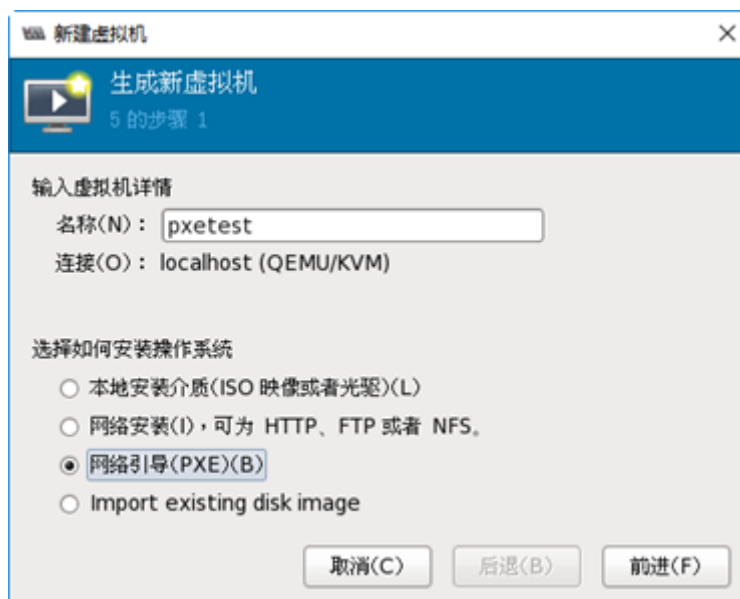 新建虚拟机
生成新虚拟机
5 的步骤 1
输入虚拟机详情
名称(N)： pxetest
连接(O)： localhost (QEMU/KVM)
选择如何安装操作系统
本地安装介质(ISO 映像或者光驱)(L)
网络安装(I)，可为 HTTP、FTP 或者 NFS。
网络引导(PXE)(B)
Import existing disk image
取消(C) 后退(B) 前进(F)